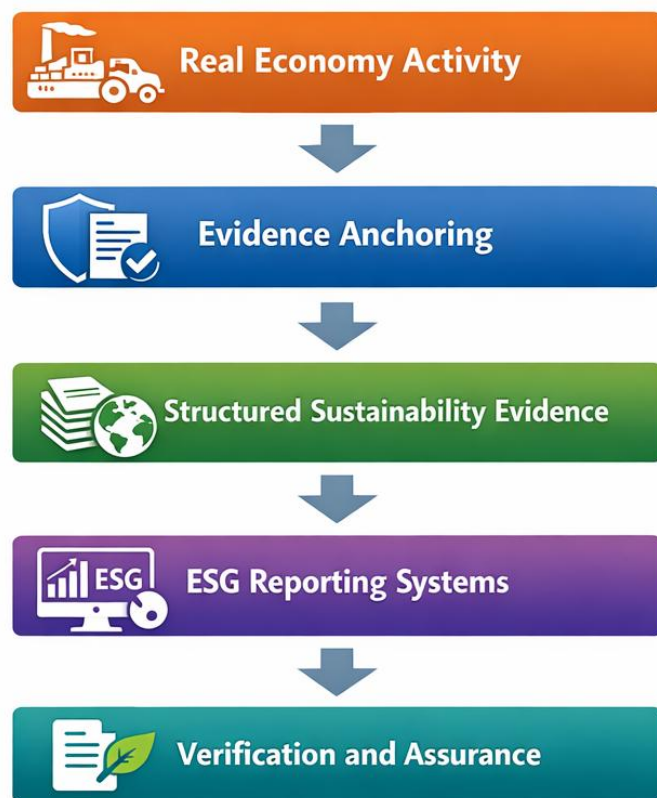 Real Economy Activity
Evidence Anchoring
Structured Sustainability Evidence
ESG
ESG Reporting Systems
Verification and Assurance